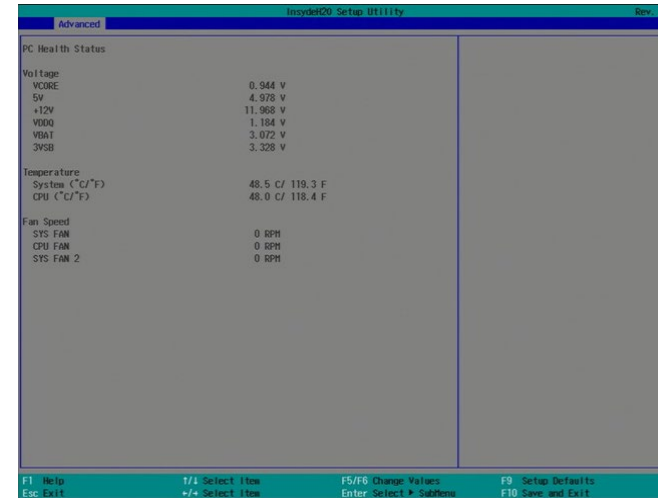 InsydeH20 Setup Utility Rev.
Advanced
PC Health Status
Voltage
VCORE 0.944 V
5V 4.978 V
+12V 11.968 V
VDDQ 1.184 V
VBAT 3.072 V
3VSB 3.328 V
Temperature
System (°C/°F) 48.5 C/ 119.3 F
CPU (°C/°F) 48.0 C/ 118.4 F
Fan Speed
SYS FAN 0 RPM
CPU FAN 0 RPM
SYS FAN 2 0 RPM
F1 Help ↑/↓ Select Item F5/F6 Change Values F9 Setup Defaults
Esc Exit ←/→ Select Item Enter Select ▶ SubMenu F10 Save and Exit